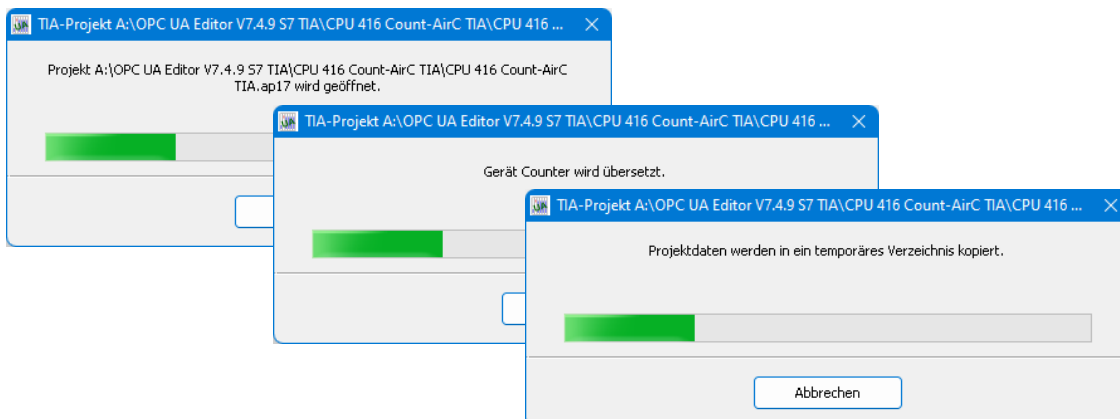 TIA-Projekt A:\OPC UA Editor V7.4.9 S7 TIA\CPU 416 Count-AirC TIA\CPU 416 ...
Projekt A:\OPC UA Editor V7.4.9 S7 TIA\CPU 416 Count-AirC TIA\CPU 416 Count-AirC
TIA.ap17 wird geöffnet.
TIA-Projekt A:\OPC UA Editor V7.4.9 S7 TIA\CPU 416 Count-AirC TIA\CPU 416 ...
Gerät Counter wird übersetzt.
TIA-Projekt A:\OPC UA Editor V7.4.9 S7 TIA\CPU 416 Count-AirC TIA\CPU 416 ...
Projektdaten werden in ein temporäres Verzeichnis kopiert.
Abbrechen